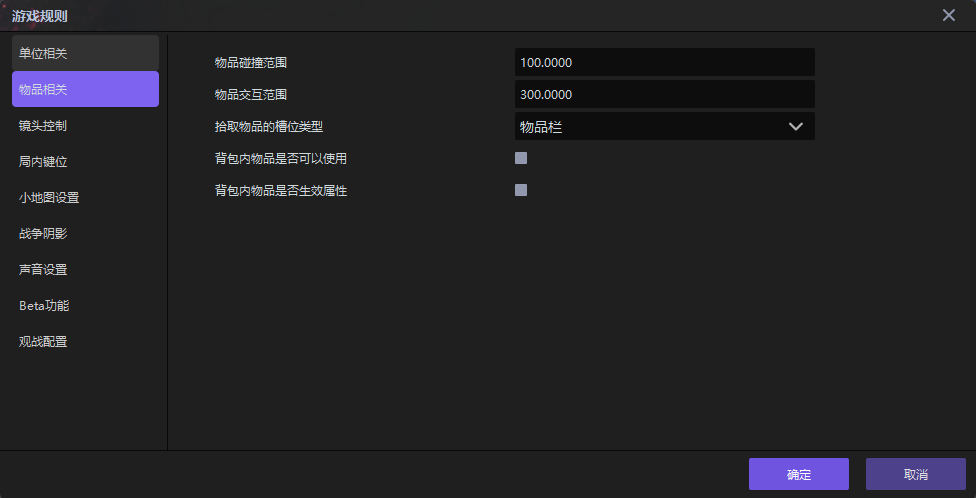 游戏规则
单位相关
物品相关
镜头控制
局内键位
小地图设置
战争阴影
声音设置
Beta功能
观战配置
物品碰撞范围 100.0000
物品交互范围 300.0000
拾取物品的槽位类型 物品栏
背包内物品是否可以使用
背包内物品是否生效属性
确定 取消